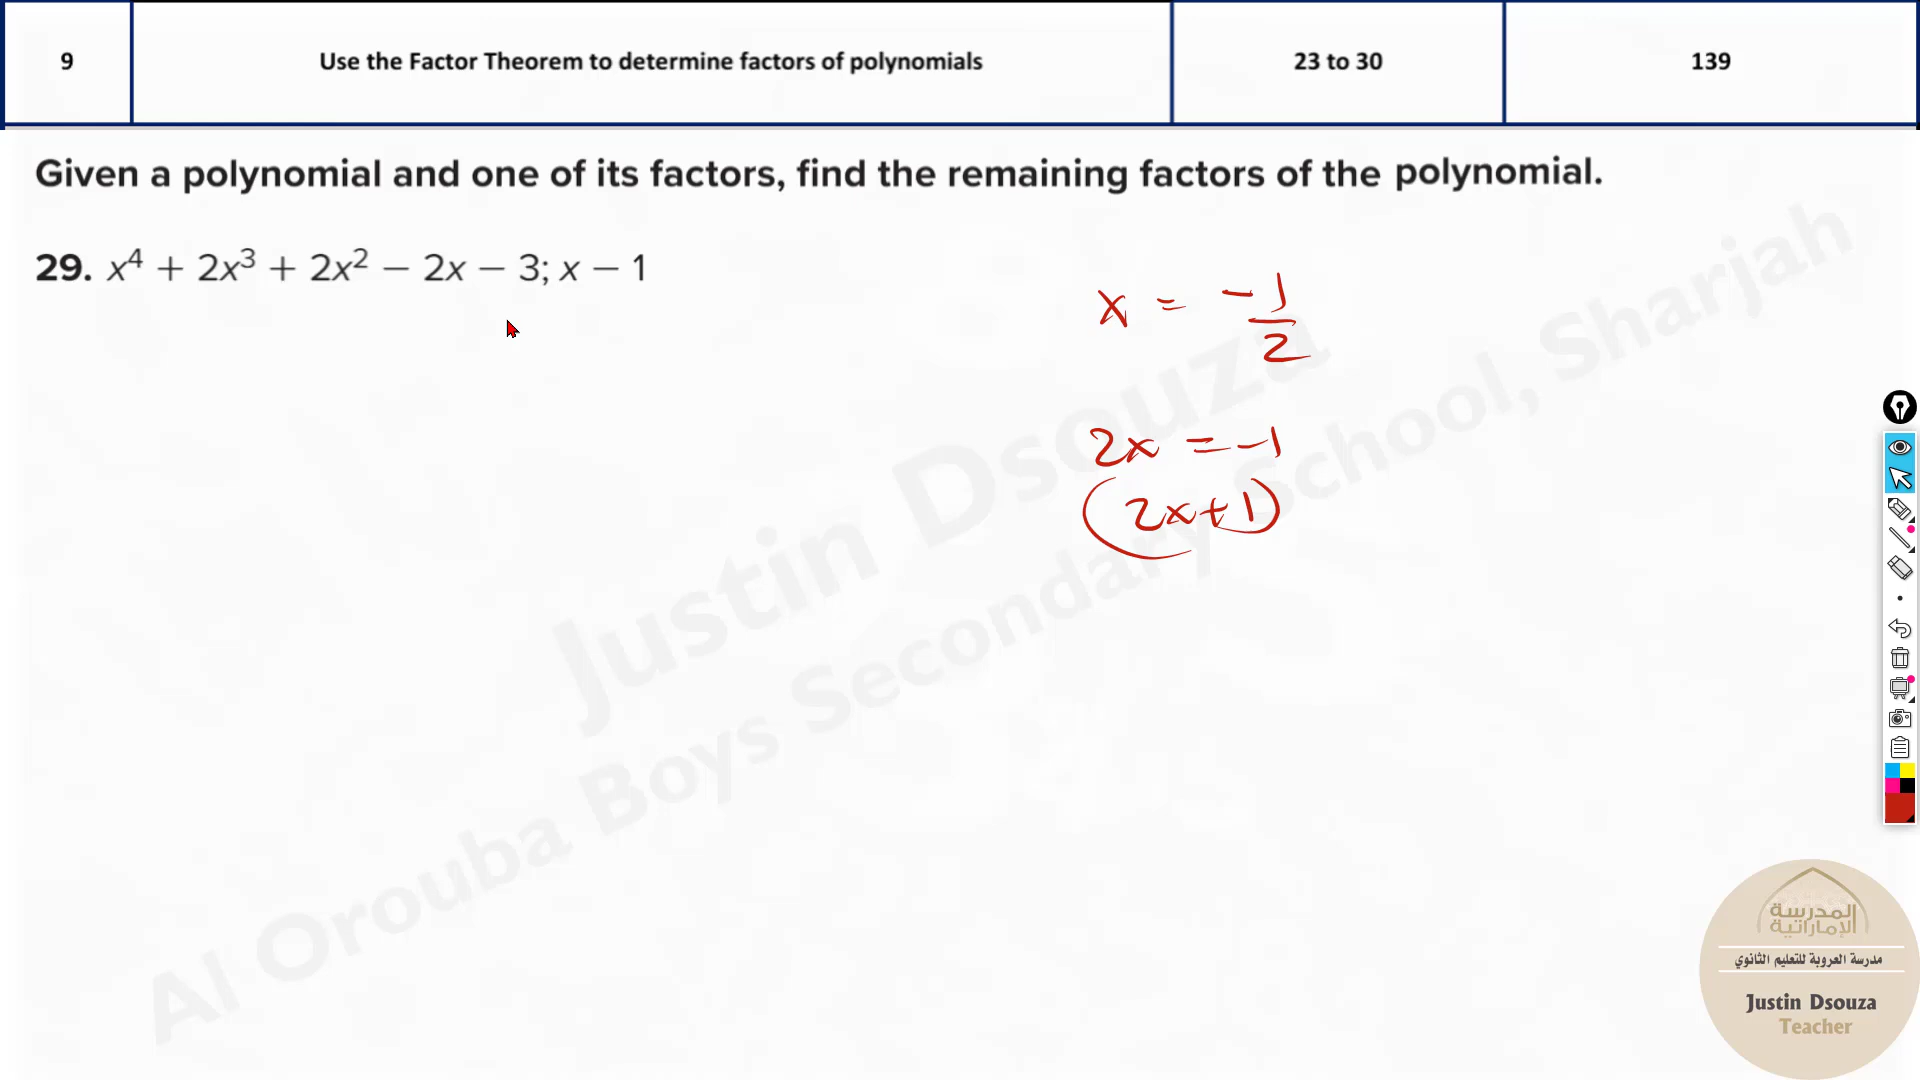 9
Use the Factor Theorem to determine factors of polynomials
23 to 30
139
Given a polynomial and one of its factors, find the remaining factors of the polynomial.
29. x⁴ + 2x³ + 2x² − 2x − 3; x − 1
x = -1/2
2x = -1
(2x+1)
Justin Dsouza
Al Orouba Boys Secondary School, Sharjah
المدرسة
الإماراتية
مدرسة العروبة للتعليم الثانوي
Justin Dsouza
Teacher